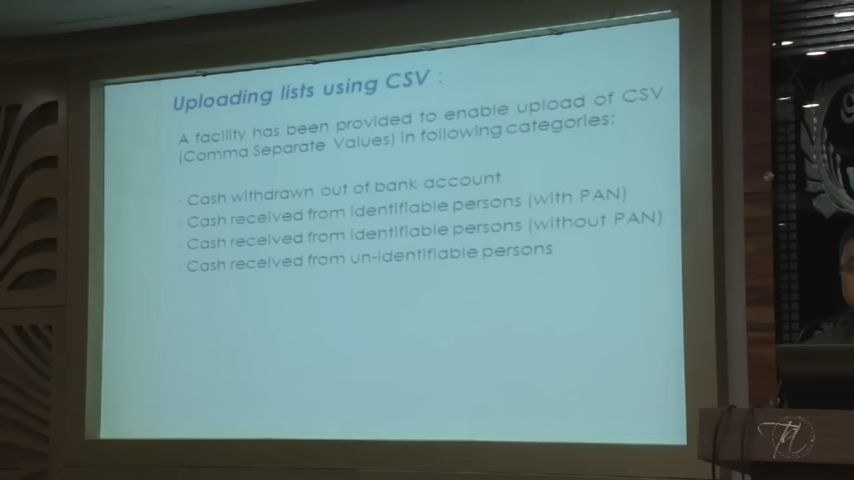 Uploading lists using CSV :
A facility has been provided to enable upload of CSV
(Comma Separate Values) in following categories:
· Cash withdrawn out of bank account
· Cash received from identifiable persons (with PAN)
· Cash received from identifiable persons (without PAN)
· Cash received from un-identifiable persons